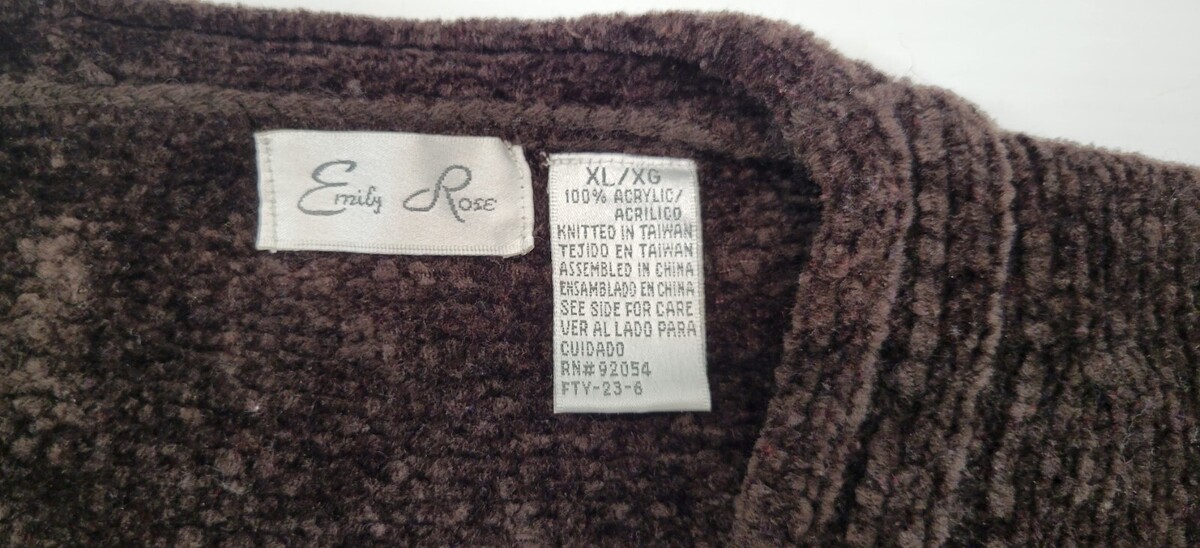 Emily Rose
XL/XG
100% ACRYLIC/
ACRILICO
KNITTED IN TAIWAN
TEJIDO EN TAIWAN
ASSEMBLED IN CHINA
ENSAMBLADO EN CHINA
SEE SIDE FOR CARE
VER AL LADO PARA
CUIDADO
RN#92054
FTY-23-6